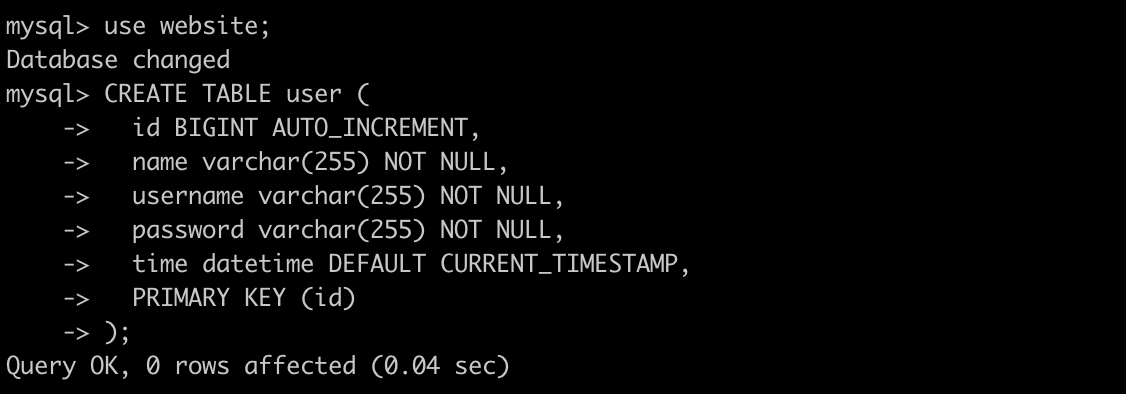 mysql> use website;
Database changed
mysql> CREATE TABLE user (
    ->   id BIGINT AUTO_INCREMENT,
    ->   name varchar(255) NOT NULL,
    ->   username varchar(255) NOT NULL,
    ->   password varchar(255) NOT NULL,
    ->   time datetime DEFAULT CURRENT_TIMESTAMP,
    ->   PRIMARY KEY (id)
    -> );
Query OK, 0 rows affected (0.04 sec)